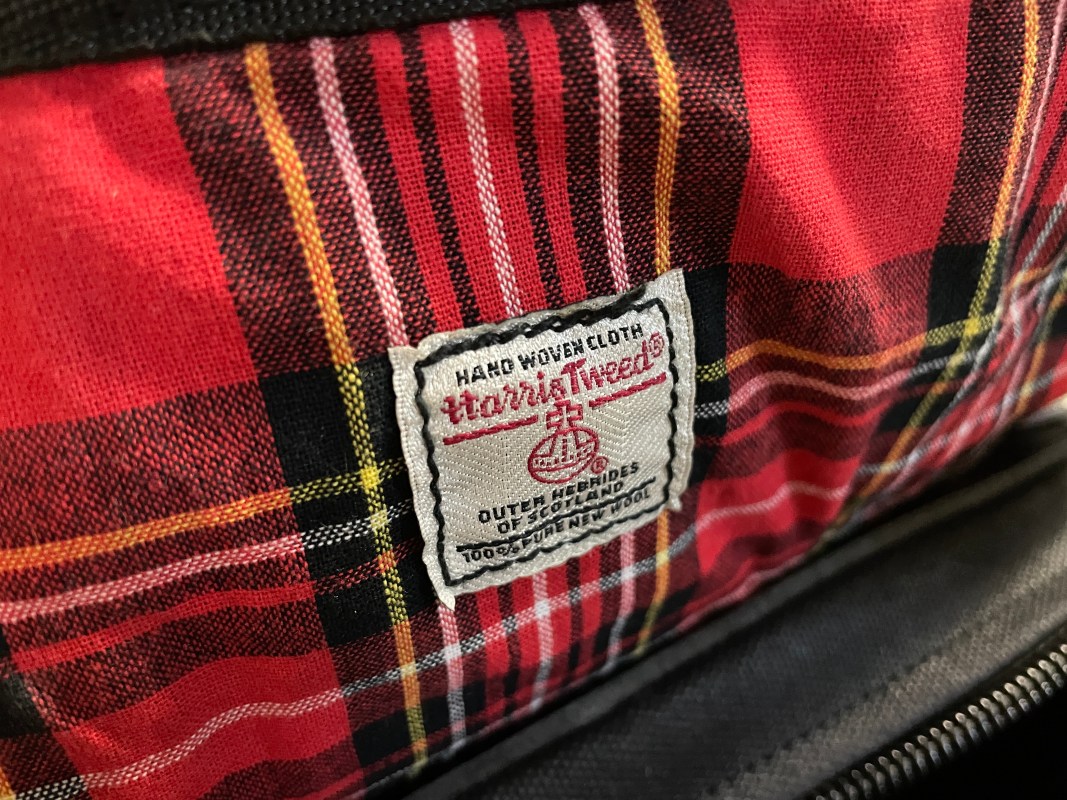 HAND WOVEN CLOTH
Harris Tweed®
®
OUTER HEBRIDES
OF SCOTLAND
100% PURE NEW WOOL